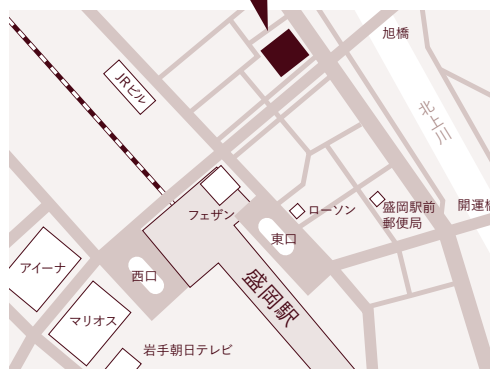 旭橋
JRビル
北上川
フェザン
ローソン
盛岡駅前
郵便局
開運橋
東口
アイーナ
西口
盛岡駅
マリオス
岩手朝日テレビ